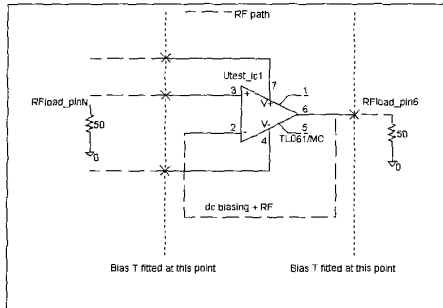 RF path
Utest_ic1
7
RFload_pinN
3
+
V+
1
6
RFload_pin6
50
2
-
V-
5
50
4
TL061/MC
0
0
dc biasing + RF
Bias T fitted at this point
Bias T fitted at this point